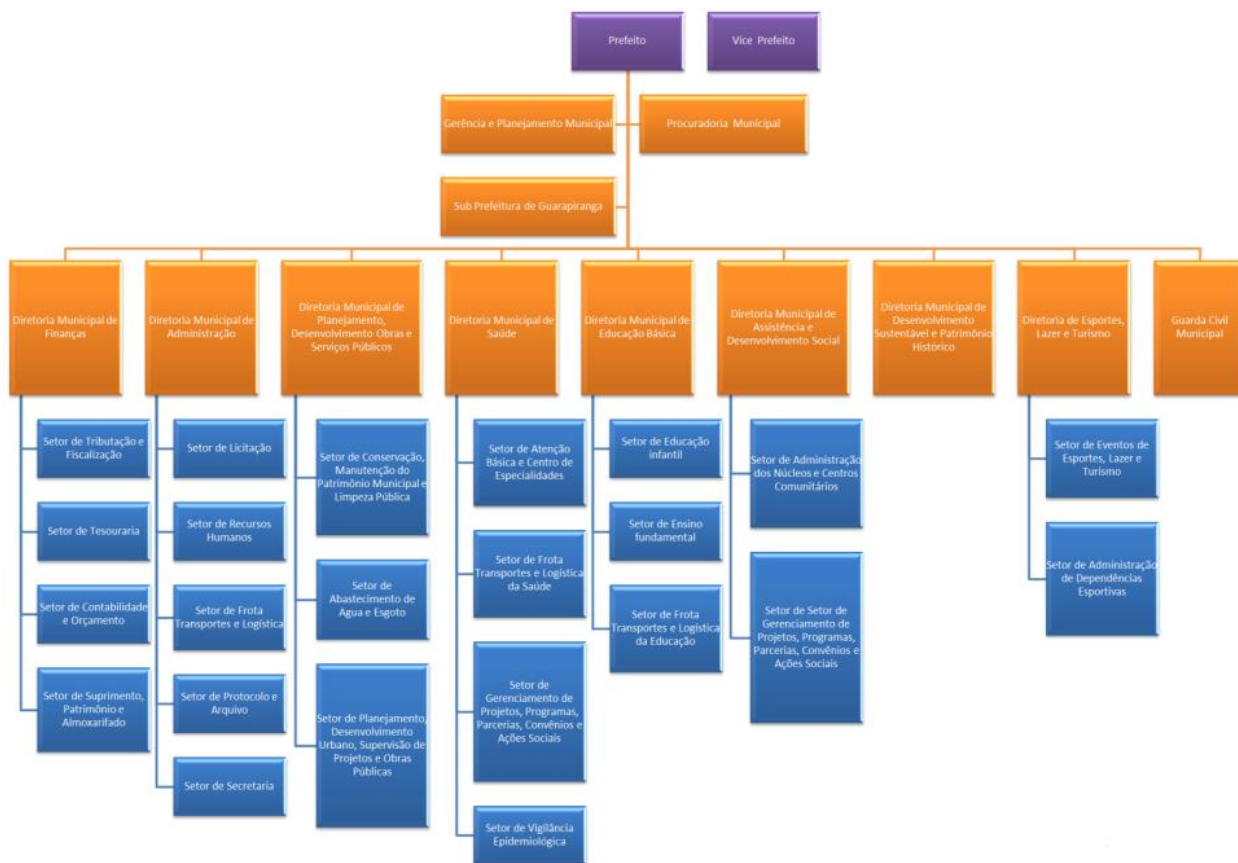 Prefeito
Vice Prefeito
Gerência e Planejamento Municipal
Procuradoria Municipal
Sub Prefeitura de Guarapiranga
Diretoria Municipal de
Finanças
Diretoria Municipal de
Administração
Diretoria Municipal de
Planejamento,
Desenvolvimento Obras e
Serviços Públicos
Diretoria Municipal de
Saúde
Diretoria Municipal de
Educação Básica
Diretoria Municipal de
Assistência e
Desenvolvimento Social
Diretoria Municipal de
Desenvolvimento
Sustentável e Patrimônio
Histórico
Diretoria de Esportes,
Lazer e Turismo
Guarda Civil
Municipal
Setor de Tributação e
Fiscalização
Setor de Tesouraria
Setor de Contabilidade
e Orçamento
Setor de Suprimento,
Patrimônio e
Almoxarifado
Setor de Licitação
Setor de Recursos
Humanos
Setor de Frota
Transportes e Logística
Setor de Protocolo e
Arquivo
Setor de Secretaria
Setor de Conservação,
Manutenção do
Patrimônio Municipal e
Limpeza Pública
Setor de
Abastecimento de
Agua e Esgoto
Setor de Planejamento,
Desenvolvimento
Urbano, Supervisão de
Projetos e Obras
Públicas
Setor de Atenção
Básica e Centro de
Especialidades
Setor de Frota
Transportes e Logística
da Saúde
Setor de
Gerenciamento de
Projetos, Programas,
Parcerias, Convênios e
Ações Sociais
Setor de Vigilância
Epidemiológica
Setor de Educação
infantil
Setor de Ensino
fundamental
Setor de Frota
Transportes e Logística
da Educação
Setor de Administração
dos Núcleos e Centros
Comunitários
Setor de Setor de
Gerenciamento de
Projetos, Programas,
Parcerias, Convênios e
Ações Sociais
Setor de Eventos de
Esportes, Lazer e
Turismo
Setor de Administração
de Dependências
Esportivas